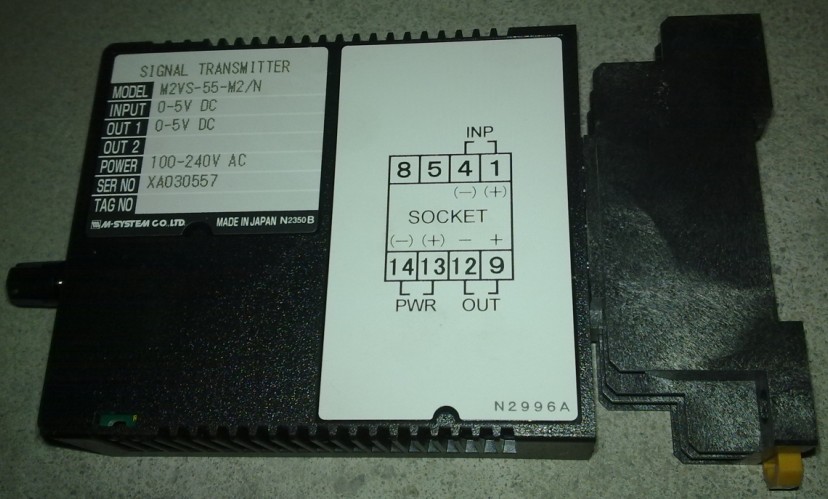 SIGNAL TRANSMITTER
MODEL M2VS-55-M2/N
INPUT 0-5V DC
OUT 1 0-5V DC
OUT 2
POWER 100-240V AC
SER NO XA030557
TAG NO
M-SYSTEM CO.,LTD. MADE IN JAPAN N2350B
INP
8 5 4 1
(−) (+)
SOCKET
(−) (+) − +
14 13 12 9
PWR OUT
N2996A